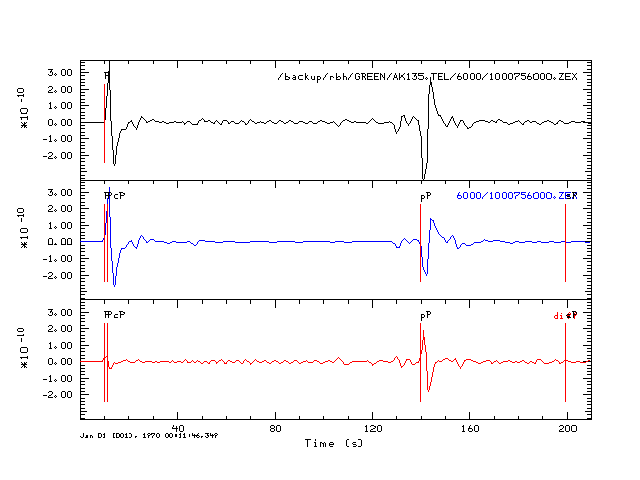 P
/backup/rbh/GREEN/AK135.TEL/6000/1000756000.ZEX
3.00
2.00
1.00
0.00
-1.00
-2.00
*10 -10
P PcP
pP
6000/1000756000.ZEX
3.00
2.00
1.00
0.00
-1.00
-2.00
*10 -10
P PcP
pP
3.00
2.00
1.00
0.00
-1.00
-2.00
*10 -10
40
80
120
160
200
Jan 01 (001), 1970 00:11:46.349
Time (s)